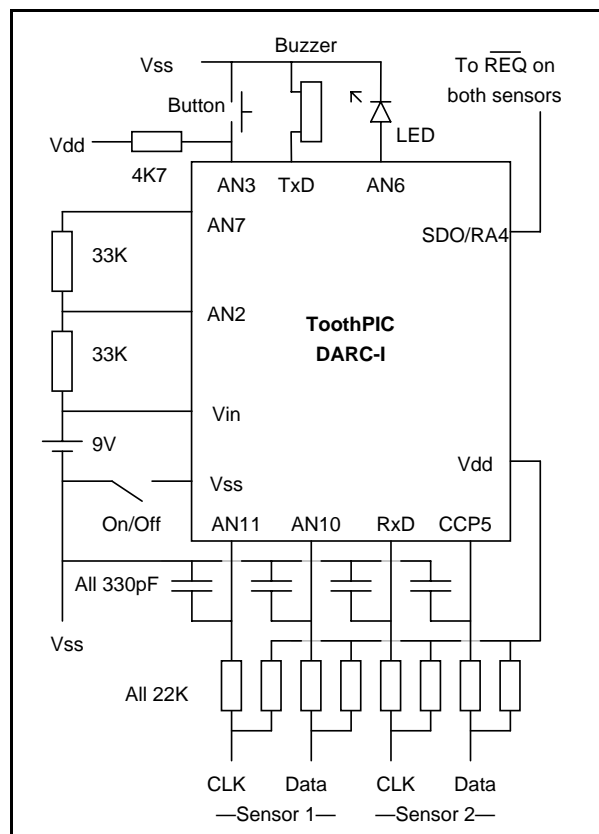 Buzzer
Vss
To REQ on
both sensors
Button
LED
Vdd
4K7
AN3 TxD AN6
AN7
SDO/RA4
33K
AN2
ToothPIC
DARC-I
33K
Vin
9V
Vdd
Vss
On/Off
AN11 AN10 RxD CCP5
All 330pF
Vss
All 22K
CLK Data CLK Data
—Sensor 1— —Sensor 2—